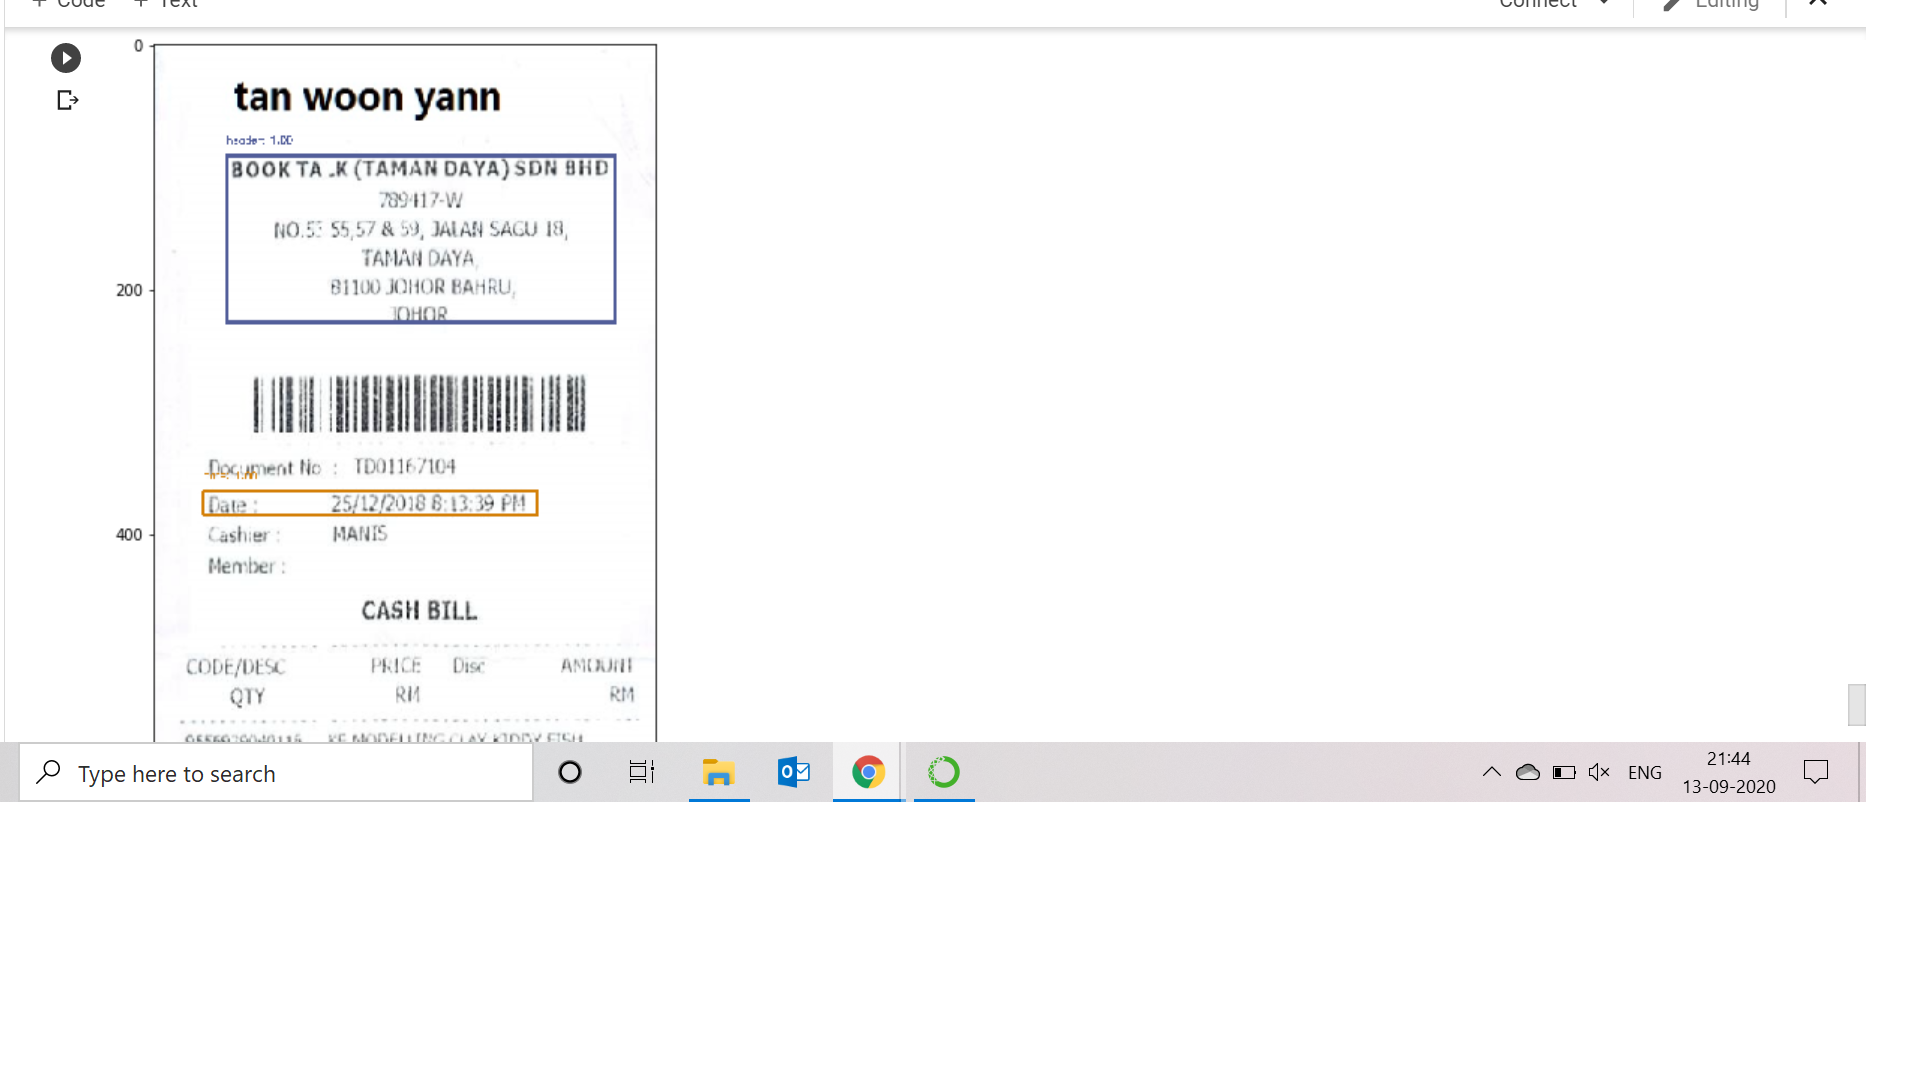 + Code + Text
Connect Editing
0
tan woon yann
header: 1.00
BOOK TA .K (TAMAN DAYA) SDN BHD
789417-W
NO.53 55,57 & 59, JALAN SAGU 18,
TAMAN DAYA,
200
81100 JOHOR BAHRU,
JOHOR
Document No : TD01167104
Date : 25/12/2018 8:13:39 PM
400
Cashier : MANIS
Member :
CASH BILL
CODE/DESC PRICE Disc AMOUNT
QTY RM RM
KF MODELLING CLAY KIDDY FISH
Type here to search
ENG
21:44
13-09-2020